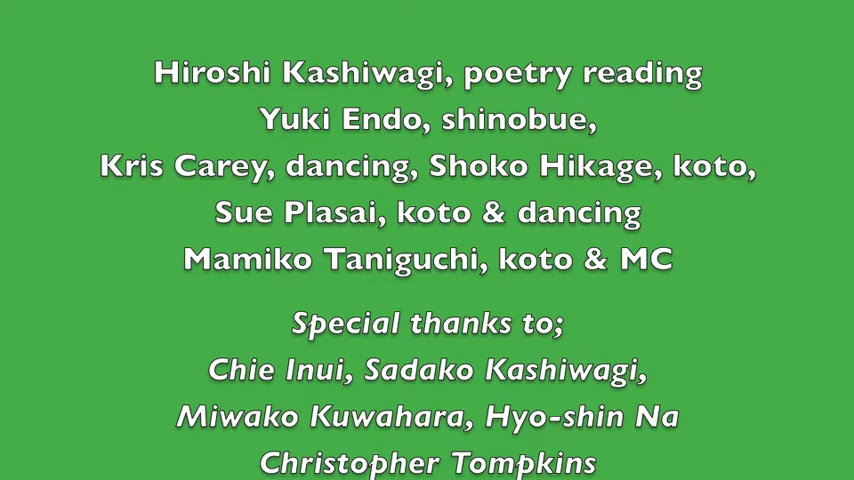 Hiroshi Kashiwagi, poetry reading
Yuki Endo, shinobue,
Kris Carey, dancing, Shoko Hikage, koto,
Sue Plasai, koto & dancing
Mamiko Taniguchi, koto & MC
Special thanks to;
Chie Inui, Sadako Kashiwagi,
Miwako Kuwahara, Hyo-shin Na
Christopher Tompkins